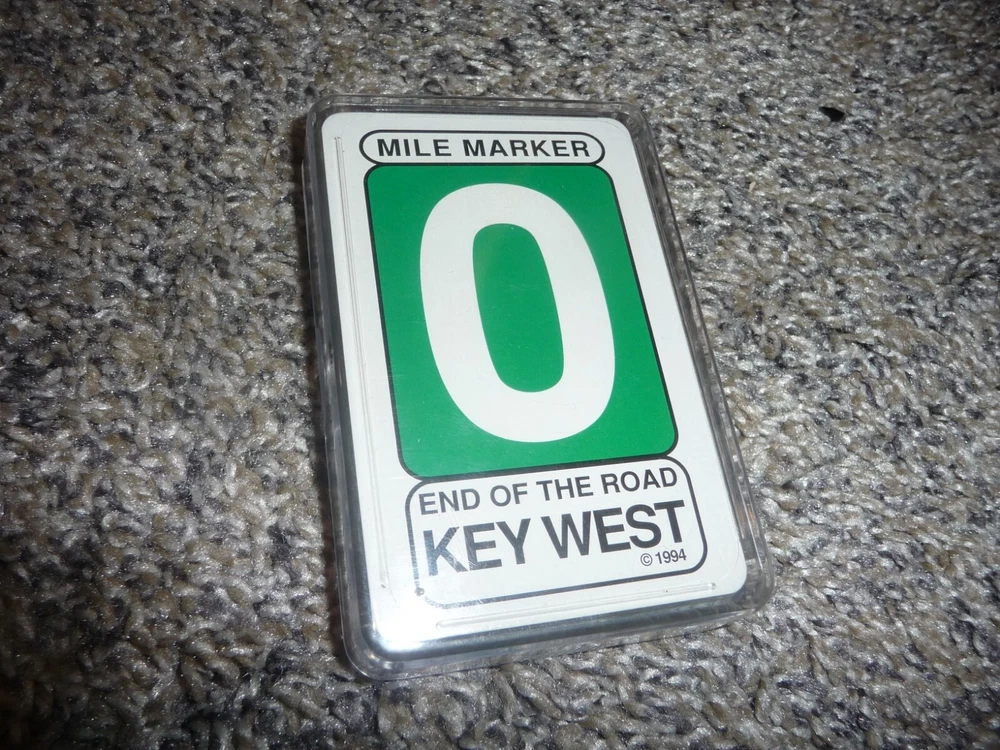 MILE MARKER
0
END OF THE ROAD
KEY WEST
© 1994